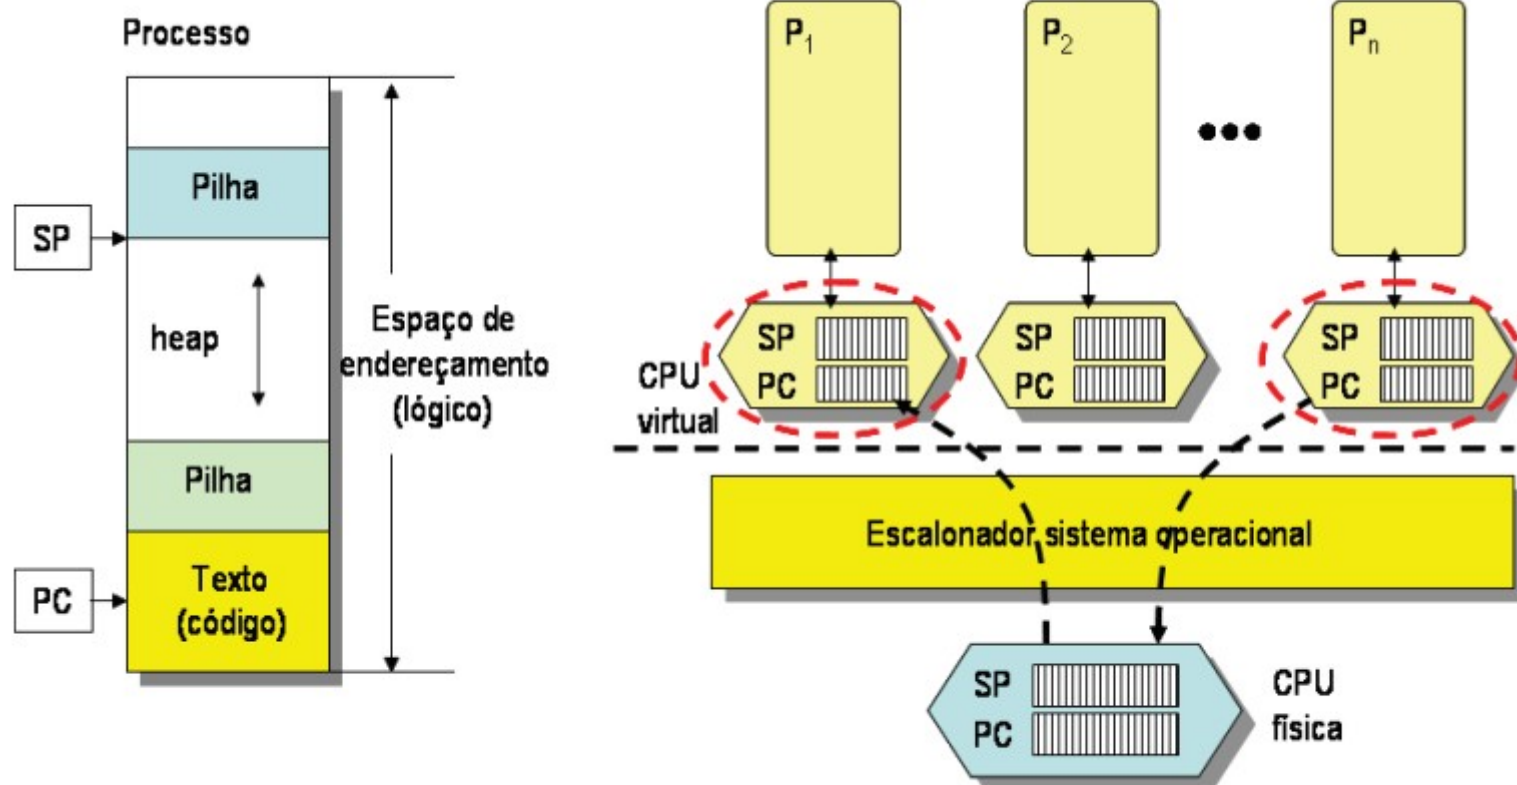 Processo
Pilha
SP
heap
Espaço de
endereçamento
(lógico)
Pilha
PC
Texto
(código)
P1
P2
Pn
SP
PC
SP
PC
SP
PC
CPU
virtual
Escalonador sistema operacional
SP
PC
CPU
física